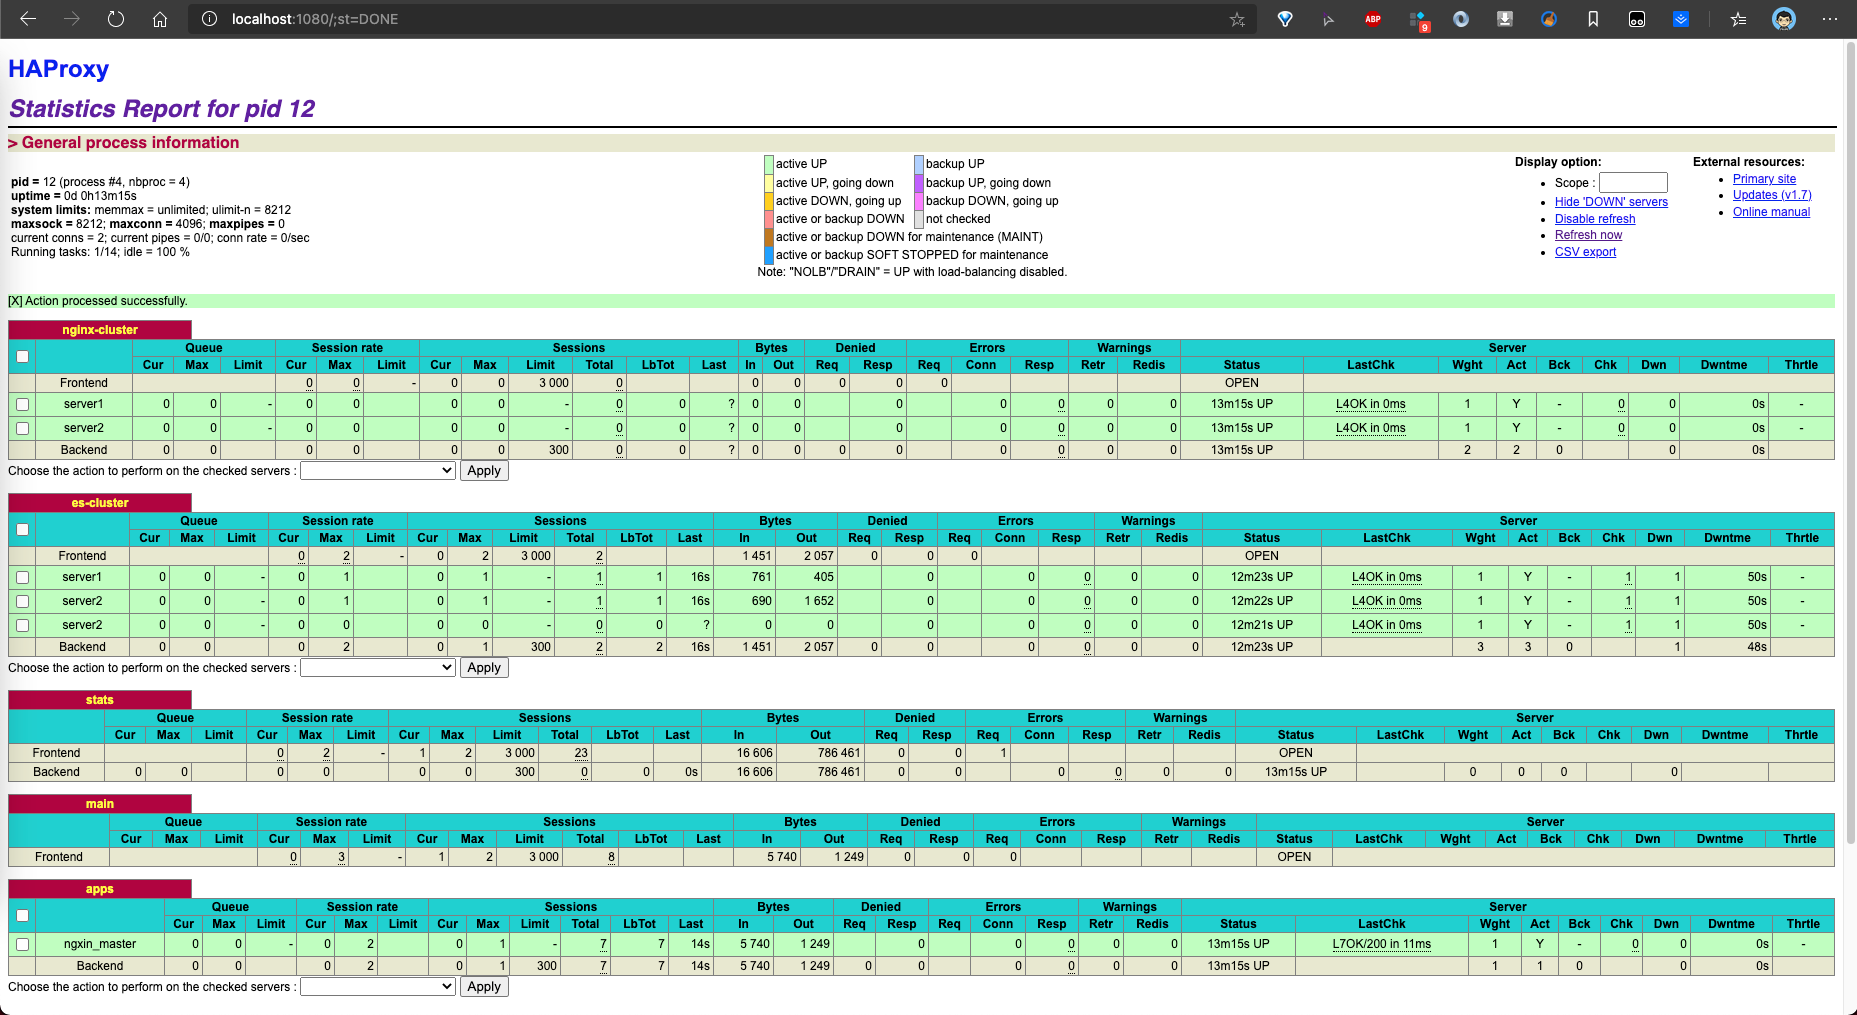 localhost:1080/;st=DONE
ABP
9
HAProxy
Statistics Report for pid 12
> General process information
pid = 12 (process #4, nbproc = 4)
uptime = 0d 0h13m15s
system limits: memmax = unlimited; ulimit-n = 8212
maxsock = 8212; maxconn = 4096; maxpipes = 0
current conns = 2; current pipes = 0/0; conn rate = 0/sec
Running tasks: 1/14; idle = 100 %
active UP backup UP
active UP, going down backup UP, going down
active DOWN, going up backup DOWN, going up
active or backup DOWN not checked
active or backup DOWN for maintenance (MAINT)
active or backup SOFT STOPPED for maintenance
Note: "NOLB"/"DRAIN" = UP with load-balancing disabled.
Display option:
Scope :
Hide 'DOWN' servers
Disable refresh
Refresh now
CSV export
External resources:
Primary site
Updates (v1.7)
Online manual
[X] Action processed successfully.
nginx-cluster
Queue Session rate Sessions Bytes Denied Errors Warnings Server
Cur Max Limit Cur Max Limit Cur Max Limit Total LbTot Last In Out Req Resp Req Conn Resp Retr Redis Status LastChk Wght Act Bck Chk Dwn Dwntme Thrtle
Frontend 0 0 - 0 0 3 000 0 0 0 0 0 0 OPEN
server1 0 0 - 0 0 0 0 - 0 0 ? 0 0 0 0 0 0 0 13m15s UP L4OK in 0ms 1 Y - 0 0 0s -
server2 0 0 - 0 0 0 0 - 0 0 ? 0 0 0 0 0 0 0 13m15s UP L4OK in 0ms 1 Y - 0 0 0s -
Backend 0 0 0 0 0 0 300 0 0 ? 0 0 0 0 0 0 0 0 13m15s UP 2 2 0 0 0s
Choose the action to perform on the checked servers : Apply
es-cluster
Queue Session rate Sessions Bytes Denied Errors Warnings Server
Cur Max Limit Cur Max Limit Cur Max Limit Total LbTot Last In Out Req Resp Req Conn Resp Retr Redis Status LastChk Wght Act Bck Chk Dwn Dwntme Thrtle
Frontend 0 2 - 0 2 3 000 2 1 451 2 057 0 0 0 OPEN
server1 0 0 - 0 1 0 1 - 1 1 16s 761 405 0 0 0 0 0 12m23s UP L4OK in 0ms 1 Y - 1 1 50s -
server2 0 0 - 0 1 0 1 - 1 1 16s 690 1 652 0 0 0 0 0 12m22s UP L4OK in 0ms 1 Y - 1 1 50s -
server2 0 0 - 0 0 0 0 - 0 0 ? 0 0 0 0 0 0 0 12m21s UP L4OK in 0ms 1 Y - 1 1 50s -
Backend 0 0 0 2 0 1 300 2 2 16s 1 451 2 057 0 0 0 0 0 0 12m23s UP 3 3 0 1 48s
Choose the action to perform on the checked servers : Apply
stats
Queue Session rate Sessions Bytes Denied Errors Warnings Server
Cur Max Limit Cur Max Limit Cur Max Limit Total LbTot Last In Out Req Resp Req Conn Resp Retr Redis Status LastChk Wght Act Bck Chk Dwn Dwntme Thrtle
Frontend 0 2 - 1 2 3 000 23 16 606 786 461 0 0 1 OPEN
Backend 0 0 0 0 0 0 300 0 0 0s 16 606 786 461 0 0 0 0 0 0 13m15s UP 0 0 0 0
main
Queue Session rate Sessions Bytes Denied Errors Warnings Server
Cur Max Limit Cur Max Limit Cur Max Limit Total LbTot Last In Out Req Resp Req Conn Resp Retr Redis Status LastChk Wght Act Bck Chk Dwn Dwntme Thrtle
Frontend 0 3 - 1 2 3 000 8 5 740 1 249 0 0 0 OPEN
apps
Queue Session rate Sessions Bytes Denied Errors Warnings Server
Cur Max Limit Cur Max Limit Cur Max Limit Total LbTot Last In Out Req Resp Req Conn Resp Retr Redis Status LastChk Wght Act Bck Chk Dwn Dwntme Thrtle
ngxin_master 0 0 - 0 2 0 1 - 7 7 14s 5 740 1 249 0 0 0 0 0 13m15s UP L7OK/200 in 11ms 1 Y - 0 0 0s -
Backend 0 0 0 2 0 1 300 7 7 14s 5 740 1 249 0 0 0 0 0 0 13m15s UP 1 1 0 0 0s
Choose the action to perform on the checked servers : Apply